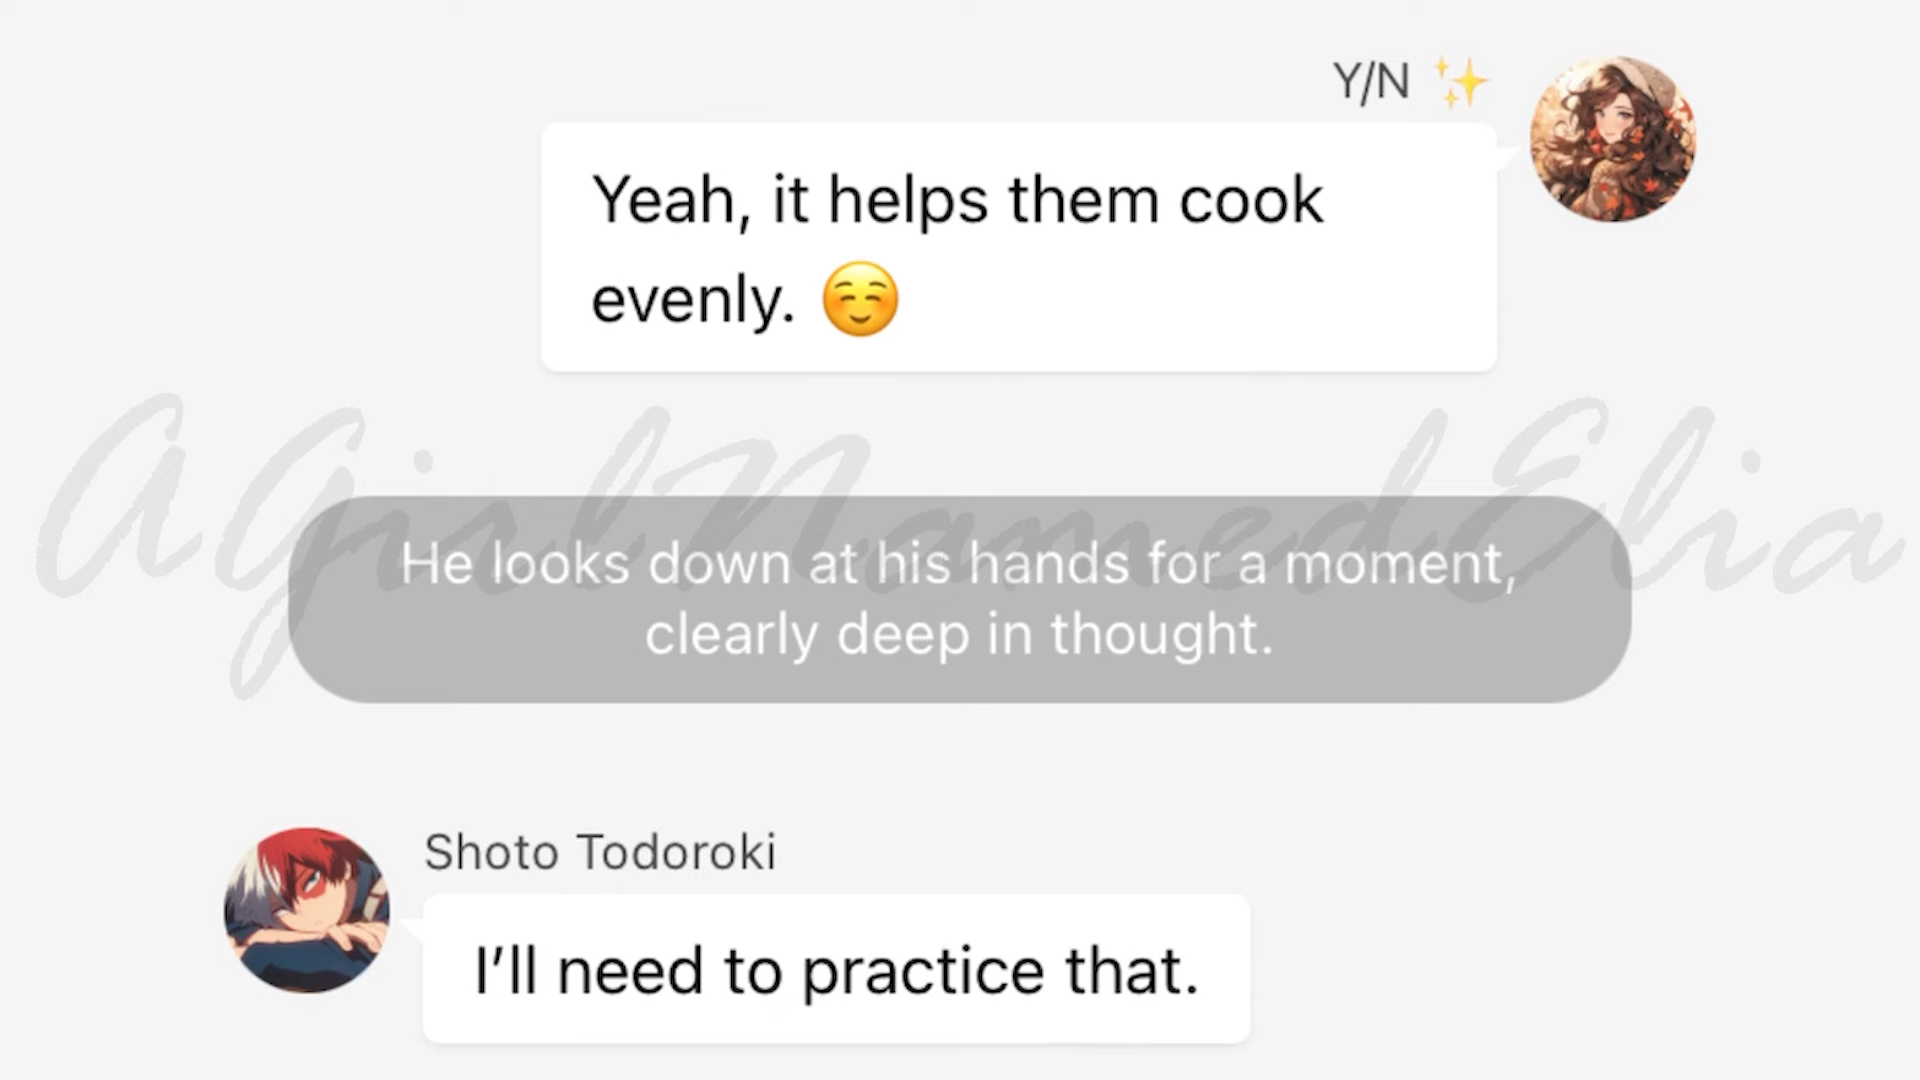 Y/N ✨
Yeah, it helps them cook
evenly. ☺️
AGirlNamedElia
He looks down at his hands for a moment,
clearly deep in thought.
Shoto Todoroki
I’ll need to practice that.